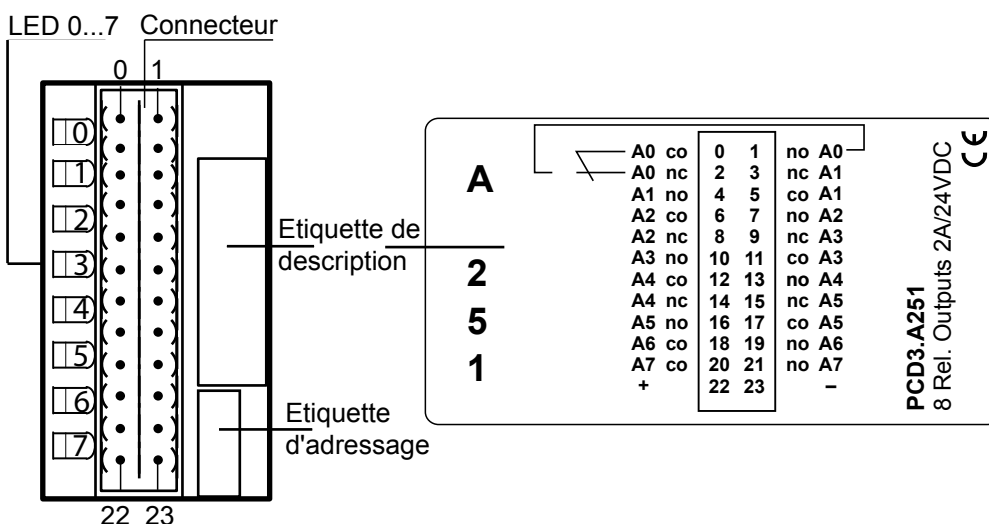 LED 0...7 Connecteur
0 1
0
1
2
3
4
5
6
7
22 23
Etiquette de
description
Etiquette
d'adressage
A
2
5
1
A0 co 0 1 no A0
A0 nc 2 3 nc A1
A1 no 4 5 co A1
A2 co 6 7 no A2
A2 nc 8 9 nc A3
A3 no 10 11 co A3
A4 co 12 13 no A4
A4 nc 14 15 nc A5
A5 no 16 17 co A5
A6 co 18 19 no A6
A7 co 20 21 no A7
+ 22 23 –
PCD3.A251
8 Rel. Outputs 2A/24VDC
CE